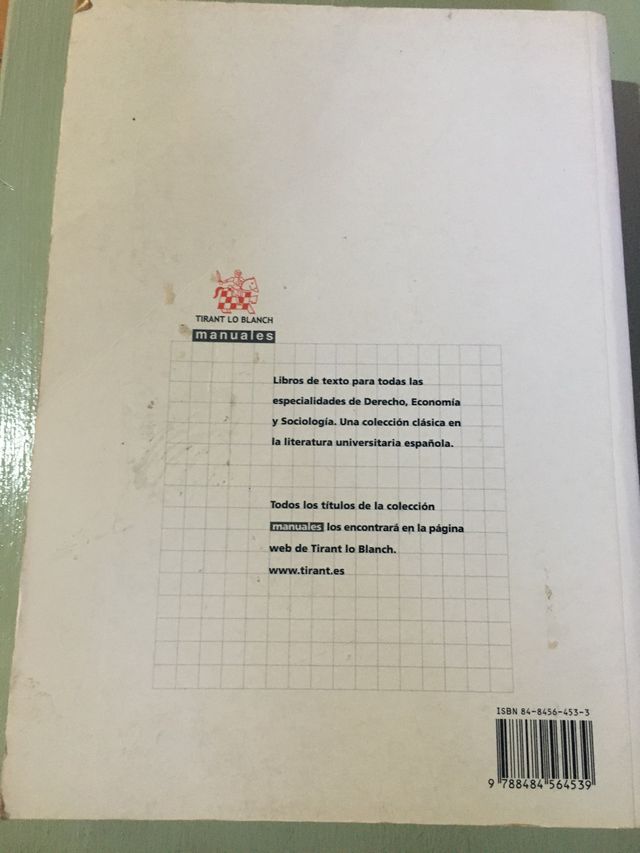 TIRANT LO BLANCH
manuales
Libros de texto para todas las
especialidades de Derecho, Economía
y Sociología. Una colección clásica en
la literatura universitaria española.
Todos los títulos de la colección
manuales los encontrará en la página
web de Tirant lo Blanch.
www.tirant.es
ISBN 84-8456-453-3
9 788484 564539